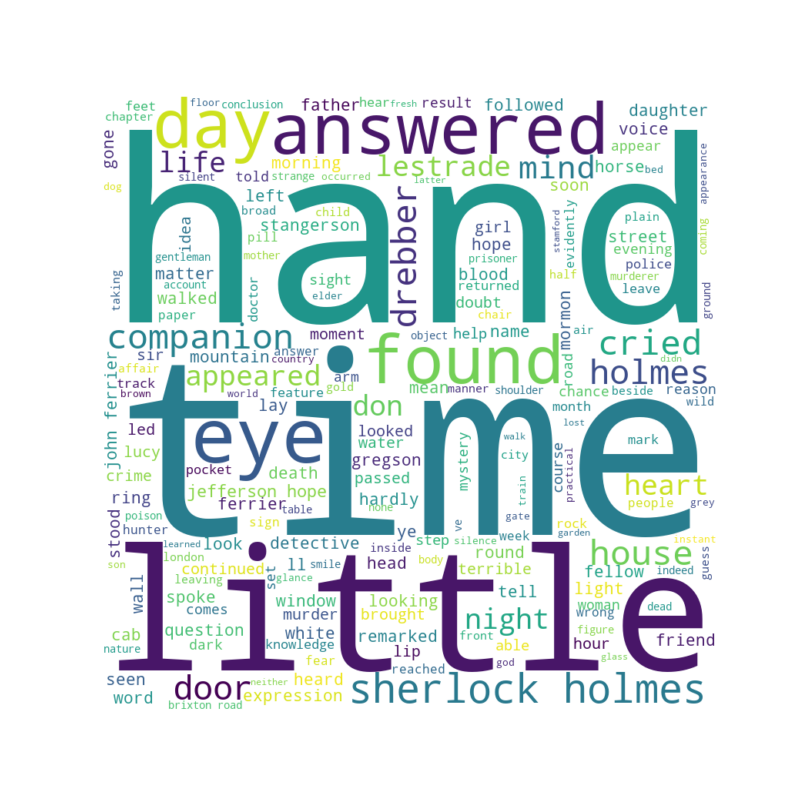 feet
floor
conclusion
father
hear
fresh
result
followed
daughter
chapter
day
answered
voice
gone
life
morning
lestrade
mind
horse
appear
silent
told
strange
occurred
latter
soon
bed
appearance
dog
hand
left
broad
child
stangerson
drebber
girl
hope
stamford
evidently
plain
street
evening
coming
idea
pill
gentleman
mother
prisoner
police
matter
account
sight
blood
returned
half
murderer
taking
walked
doctor
elder
doubt
leave
paper
chair
ground
companion
moment
object
help
name
mormon
air
cried
sir
mountain
answer
found
road
didn
john ferrier
affair
country
arm
appeared
mean
manner
shoulder
chance
beside
holmes
reason
track
feature
gold
brown
world
don
month
wild
led
lay
time
lost
lucy
eye
looked
water
mystery
walk
city
course
practical
mark
crime
pocket
death
gregson
passed
train
heart
ring
jefferson hope
hardly
people
grey
poison
table
ferrier
none
ve
week
gate
rock
hunter
stood
sign
ye
step
garden
instant
learned
look
detective
inside
silence
round
house
guess
son
london
continued
ll
head
body
terrible
fellow
indeed
wall
leaving
set
glance
smile
little
looking
tell
light
spoke
window
brought
woman
wrong
dead
comes
murder
night
cab
question
white
remarked
front
able
figure
friend
nature
dark
knowledge
lip
hour
glass
fear
reached
god
seen
door
neither
heard
sherlock holmes
word
expression
brixton road